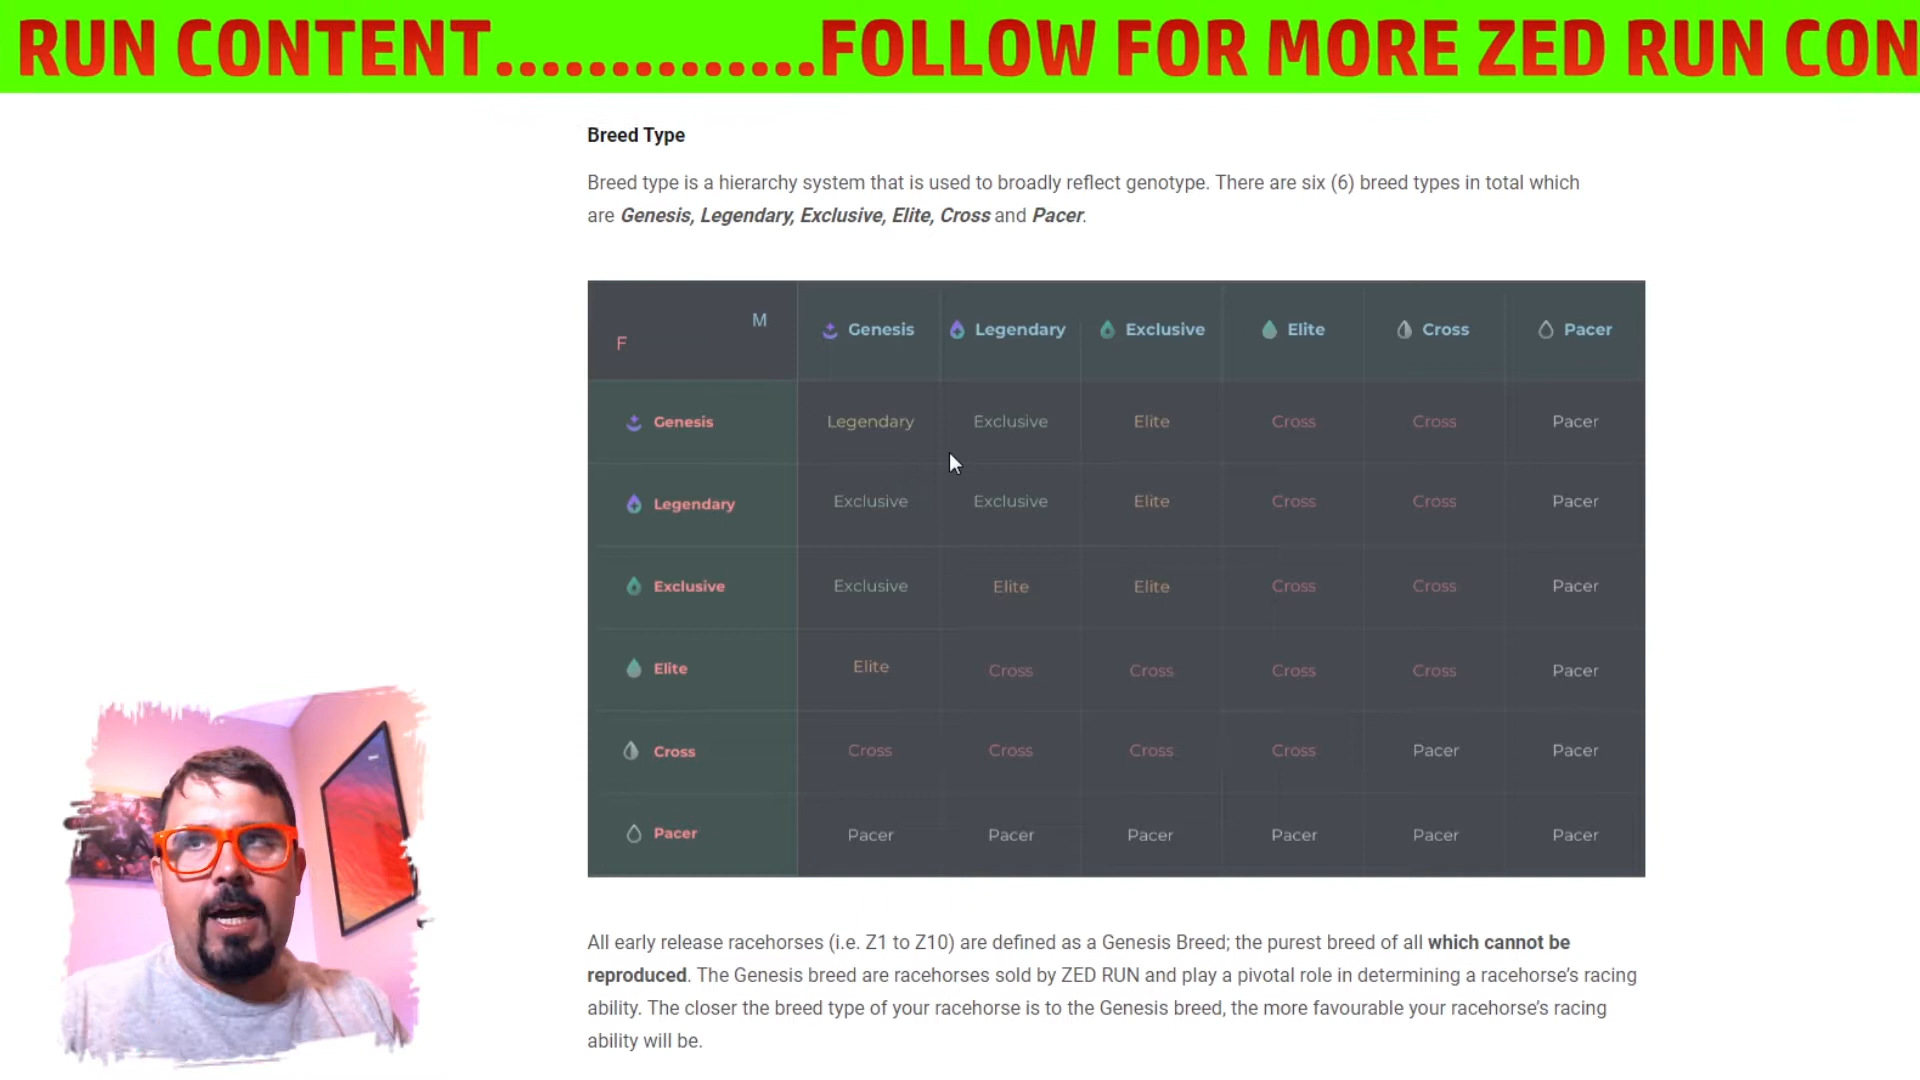 RUN CONTENT..............FOLLOW FOR MORE ZED RUN CON
Breed Type
Breed type is a hierarchy system that is used to broadly reflect genotype. There are six (6) breed types in total which
are Genesis, Legendary, Exclusive, Elite, Cross and Pacer.
M
F
Genesis Legendary Exclusive Elite Cross Pacer
Genesis Legendary Exclusive Elite Cross Cross Pacer
Legendary Exclusive Exclusive Elite Cross Cross Pacer
Exclusive Exclusive Elite Elite Cross Cross Pacer
Elite Elite Cross Cross Cross Cross Pacer
Cross Cross Cross Cross Cross Pacer Pacer
Pacer Pacer Pacer Pacer Pacer Pacer Pacer
All early release racehorses (i.e. Z1 to Z10) are defined as a Genesis Breed; the purest breed of all which cannot be
reproduced. The Genesis breed are racehorses sold by ZED RUN and play a pivotal role in determining a racehorse’s racing
ability. The closer the breed type of your racehorse is to the Genesis breed, the more favourable your racehorse’s racing
ability will be.